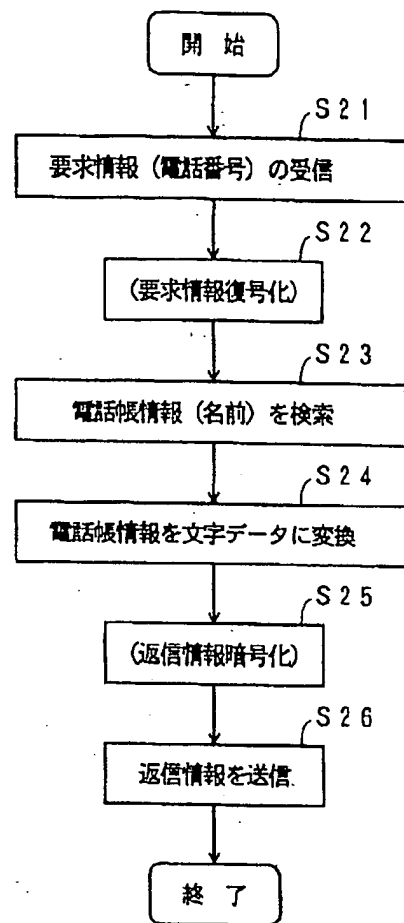 開始
S21
要求情報（電話番号）の受信
S22
（要求情報復号化）
S23
電話帳情報（名前）を検索
S24
電話帳情報を文字データに変換
S25
（返信情報暗号化）
S26
返信情報を送信
終了